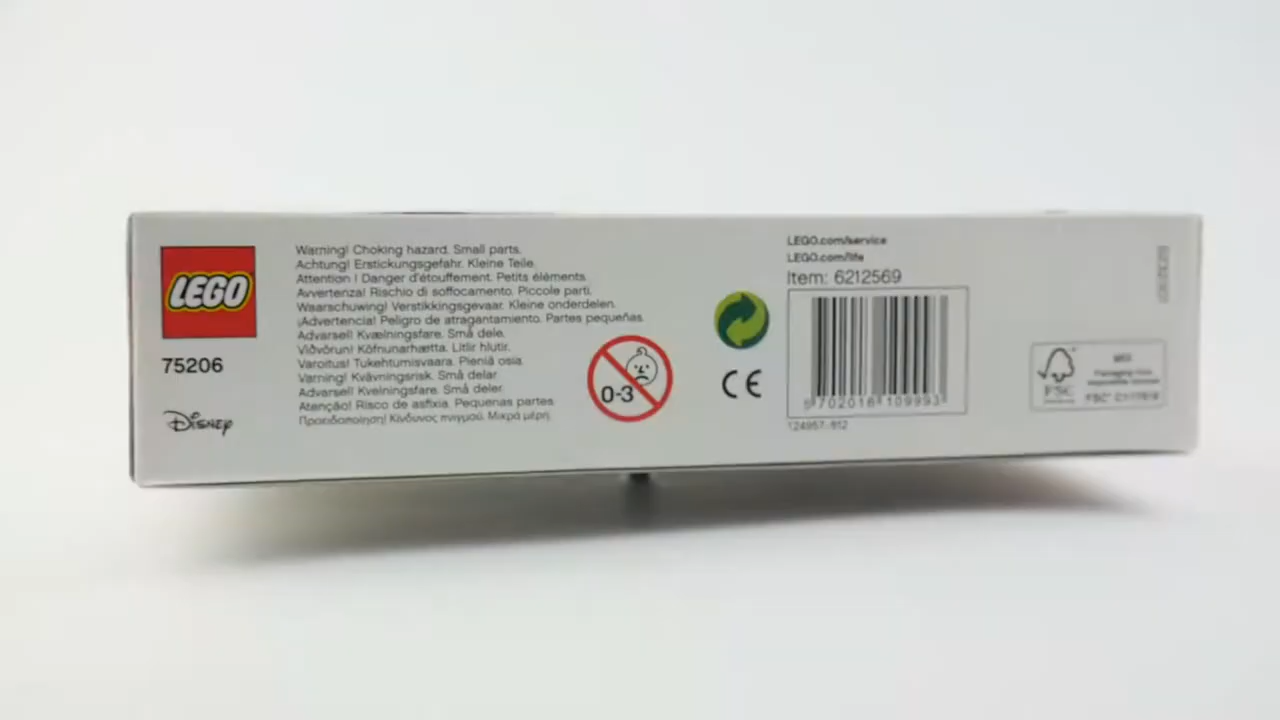 LEGO
75206
Disney
Warning! Choking hazard. Small parts.
Achtung! Erstickungsgefahr. Kleine Teile.
Attention ! Danger d'étouffement. Petits éléments.
Avvertenza! Rischio di soffocamento. Piccole parti.
Waarschuwing! Verstikkingsgevaar. Kleine onderdelen.
¡Advertencia! Peligro de atragantamiento. Partes pequeñas.
Advarsel! Kvælningsfare. Små dele.
Viðvörun! Köfnunarhætta. Litlir hlutir.
Varoitus! Tukehtumisvaara. Pieniä osia.
Varning! Kvävningsrisk. Små delar.
Advarsel! Kvelningsfare. Små deler.
Atenção! Risco de asfixia. Pequenas partes.
Προειδοποίηση! Κίνδυνος πνιγμού. Μικρά μέρη.
0-3
CE
LEGO.com/service
LEGO.com/life
Item: 6212569
5 702016 109993
FSC